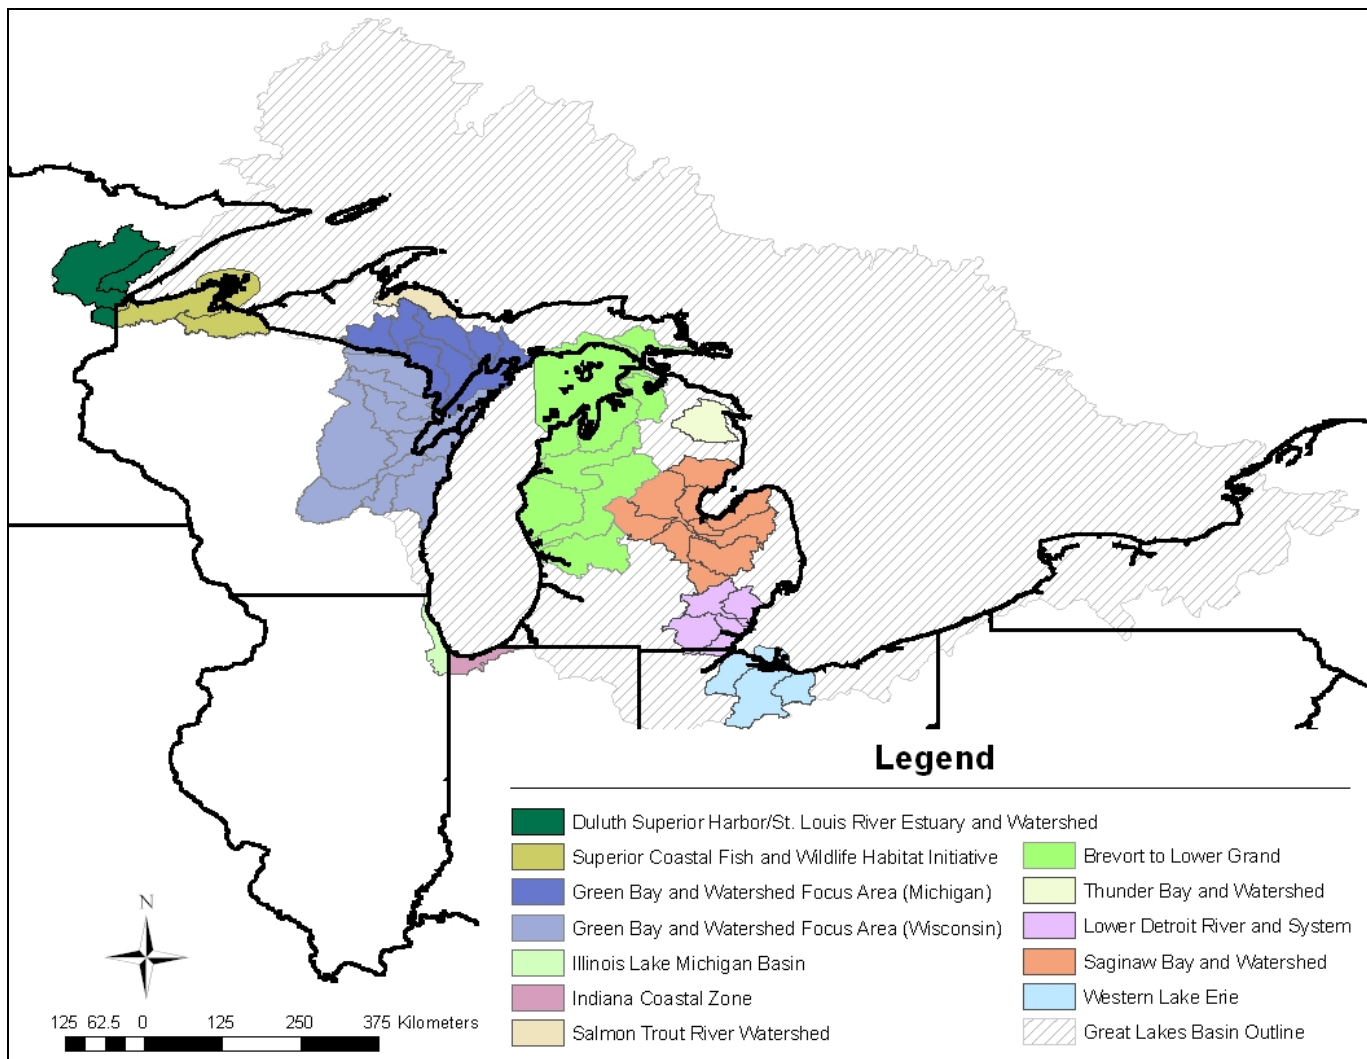 Legend
Duluth Superior Harbor/St. Louis River Estuary and Watershed
Superior Coastal Fish and Wildlife Habitat Initiative
Green Bay and Watershed Focus Area (Michigan)
Green Bay and Watershed Focus Area (Wisconsin)
Illinois Lake Michigan Basin
Indiana Coastal Zone
Salmon Trout River Watershed
Brevort to Lower Grand
Thunder Bay and Watershed
Lower Detroit River and System
Saginaw Bay and Watershed
Western Lake Erie
Great Lakes Basin Outline
N
125 62.5 0 125 250 375 Kilometers